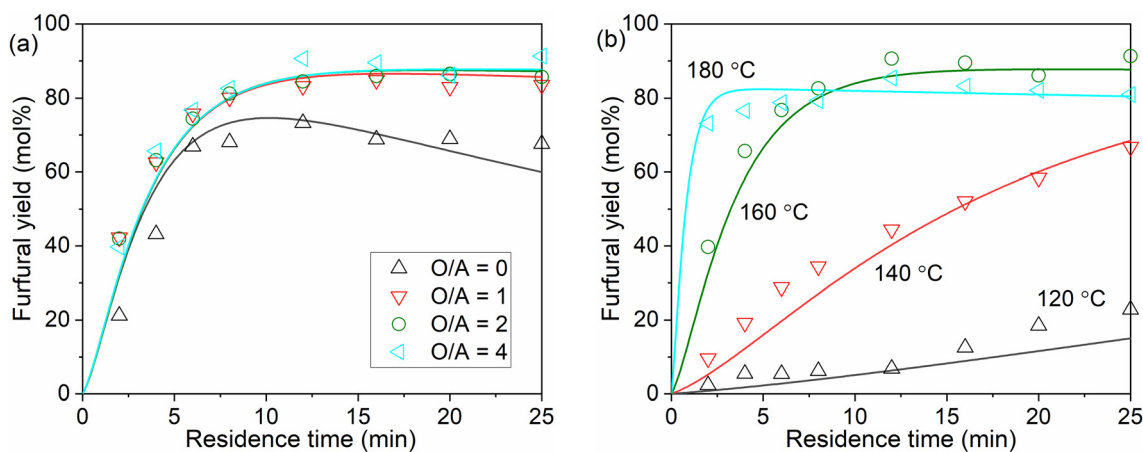 (a)
100
80
60
40
20
0
Furfural yield (mol%)
O/A = 0
O/A = 1
O/A = 2
O/A = 4
0 5 10 15 20 25
Residence time (min)
(b)
100
80
60
40
20
0
Furfural yield (mol%)
180 °C
160 °C
140 °C
120 °C
0 5 10 15 20 25
Residence time (min)